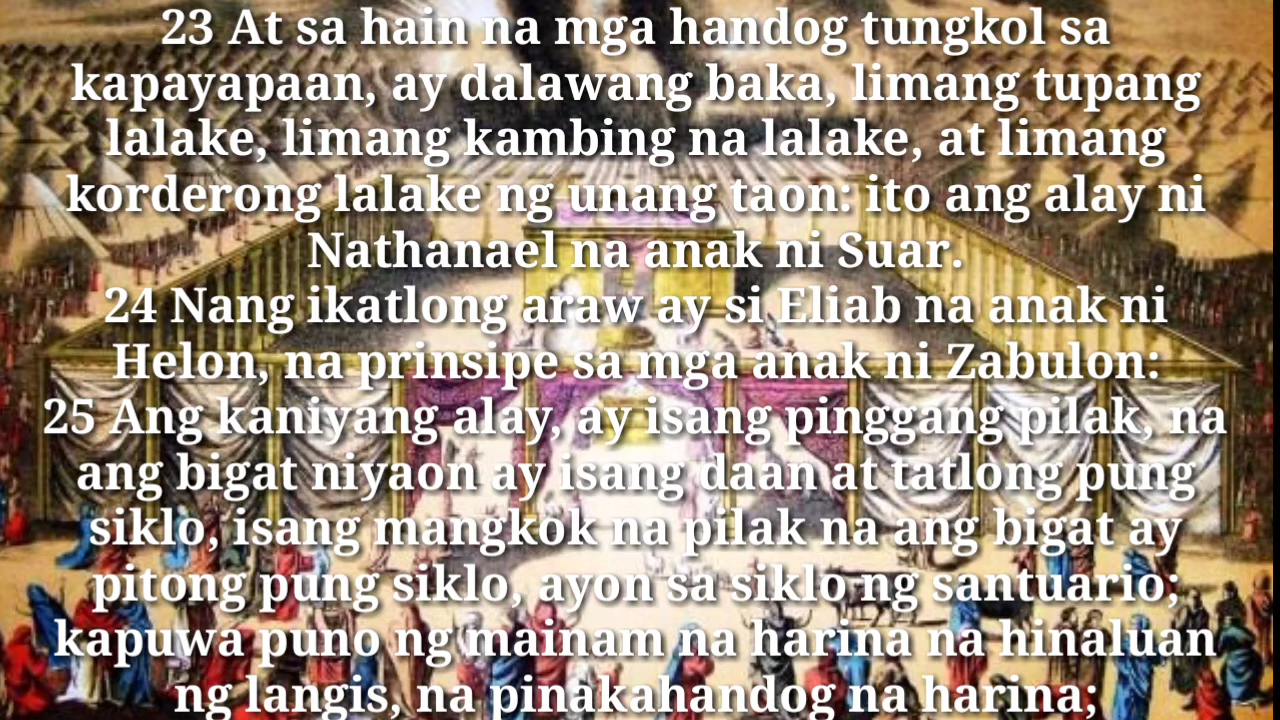 23 At sa hain na mga handog tungkol sa
kapayapaan, ay dalawang baka, limang tupang
lalake, limang kambing na lalake, at limang
korderong lalake ng unang taon: ito ang alay ni
Nathanael na anak ni Suar.
24 Nang ikatlong araw ay si Eliab na anak ni
Helon, na prinsipe sa mga anak ni Zabulon:
25 Ang kaniyang alay, ay isang pinggang pilak, na
ang bigat niyaon ay isang daan at tatlong pung
siklo, isang mangkok na pilak na ang bigat ay
pitong pung siklo, ayon sa siklo ng santuario;
kapuwa puno ng mainam na harina na hinaluan
ng langis, na pinakahandog na harina;